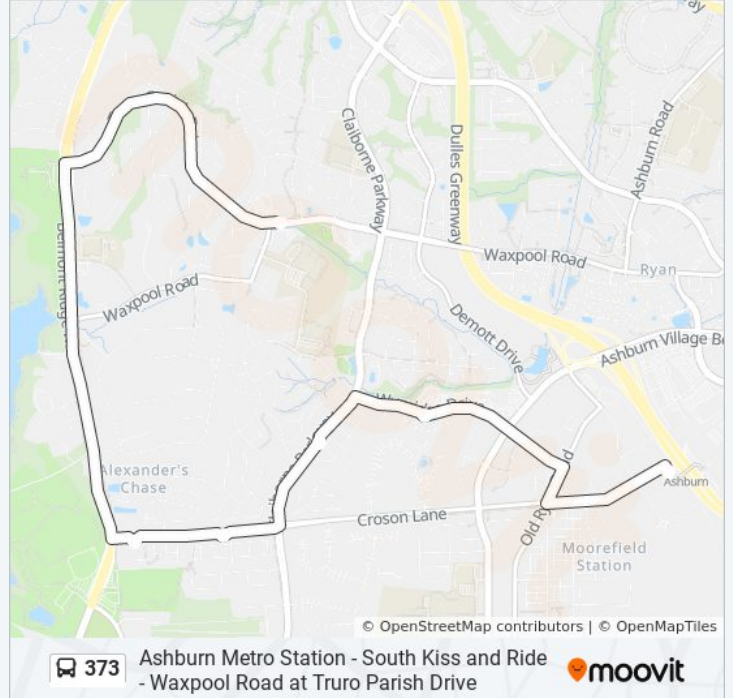 Claiborne Parkway
Dulles Greenway
Ashburn Road
Waxpool Road
Ryan
Waxpool Road
Demott Drive
Ashburn Village
Alexander's
Chase
Ashburn
Croson Lane
Moorefield
Station
© OpenStreetMap contributors | © OpenMapTiles
373
Ashburn Metro Station - South Kiss and Ride
- Waxpool Road at Truro Parish Drive
moovit